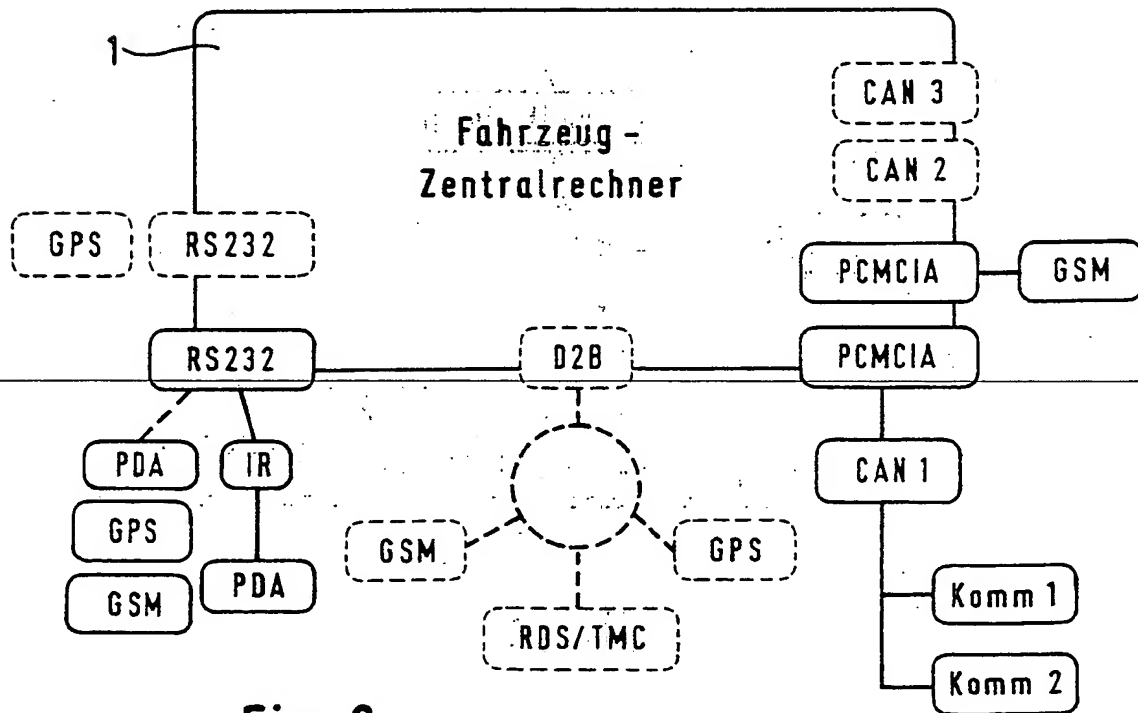 1
CAN 3
Fahrzeug-
Zentralrechner
CAN 2
GPS
RS232
PCMCIA
GSM
RS232
D2B
PCMCIA
PDA
IR
CAN 1
GPS
GSM
GPS
PDA
GSM
Komm 1
RDS/TMC
Komm 2